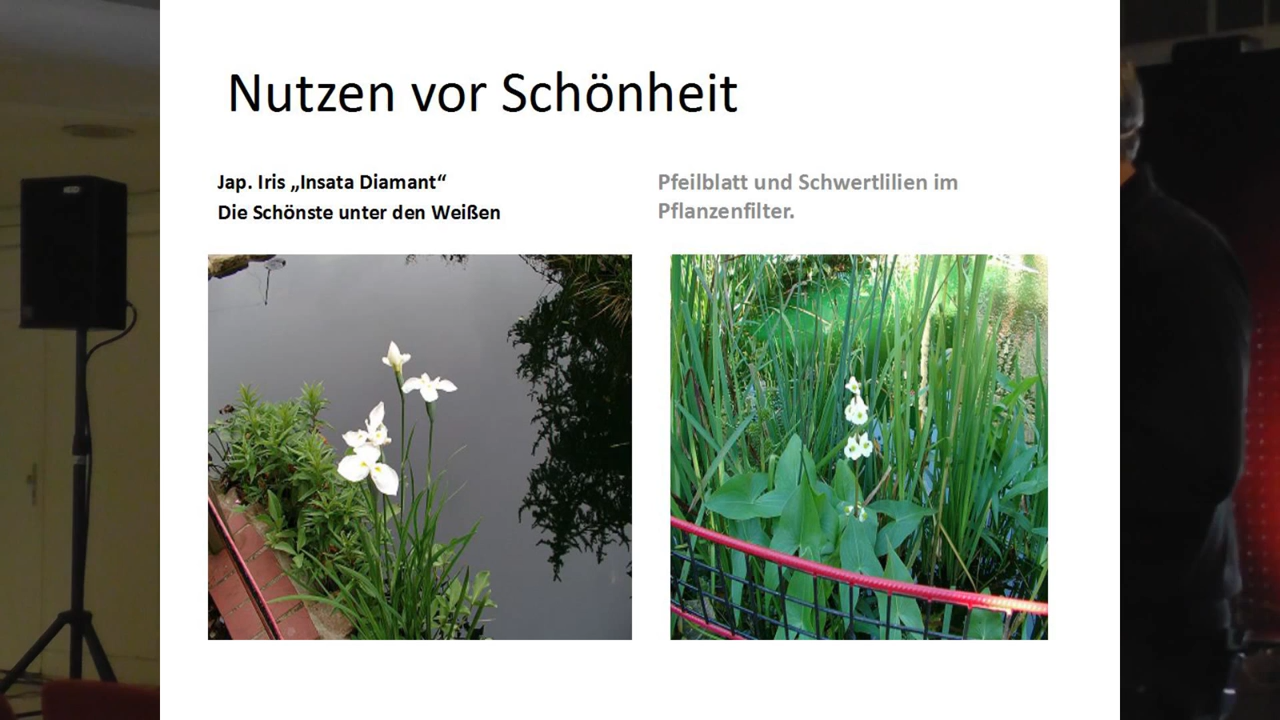 Nutzen vor Schönheit
Jap. Iris „Insata Diamant“
Die Schönste unter den Weißen
Pfeilblatt und Schwertlilien im
Pflanzenfilter.